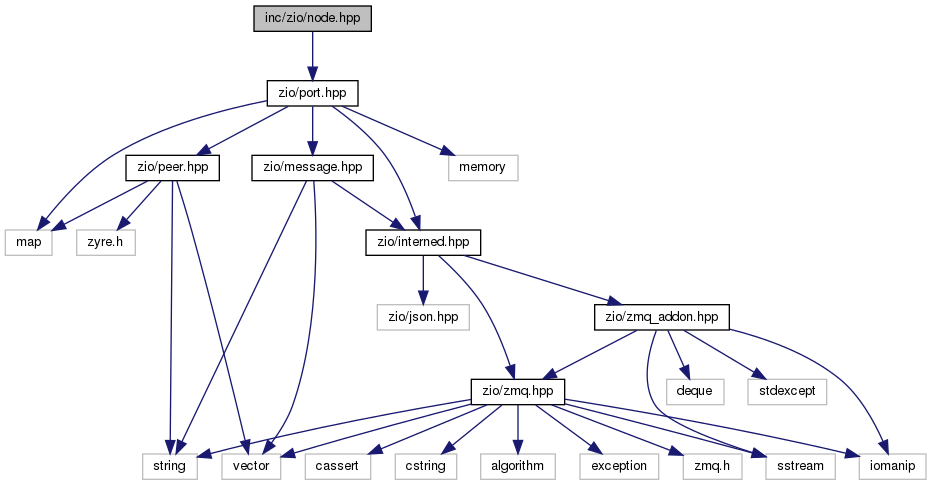 inc/zio/node.hpp
zio/port.hpp
zio/peer.hpp
zio/message.hpp
memory
map
zyre.h
zio/interned.hpp
zio/json.hpp
zio/zmq_addon.hpp
zio/zmq.hpp
deque
stdexcept
string
vector
cassert
cstring
algorithm
exception
zmq.h
sstream
iomanip